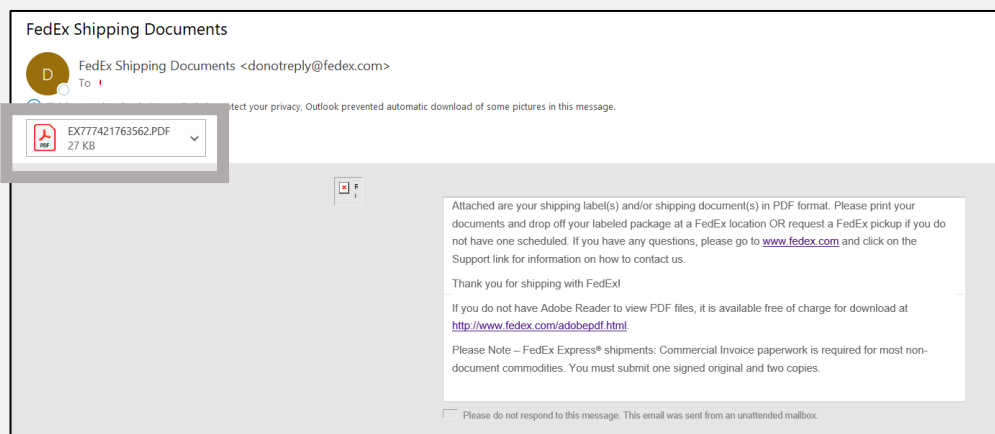 FedEx Shipping Documents
D
FedEx Shipping Documents <donotreply@fedex.com>
To
protect your privacy, Outlook prevented automatic download of some pictures in this message.
EX777421763562.PDF
PDF
27 KB
Attached are your shipping label(s) and/or shipping document(s) in PDF format. Please print your
documents and drop off your labeled package at a FedEx location OR request a FedEx pickup if you do
not have one scheduled. If you have any questions, please go to www.fedex.com and click on the
Support link for information on how to contact us.
Thank you for shipping with FedEx!
If you do not have Adobe Reader to view PDF files, it is available free of charge for download at
http://www.fedex.com/adobepdf.html.
Please Note – FedEx Express® shipments: Commercial Invoice paperwork is required for most non-
document commodities. You must submit one signed original and two copies.
Please do not respond to this message. This email was sent from an unattended mailbox.